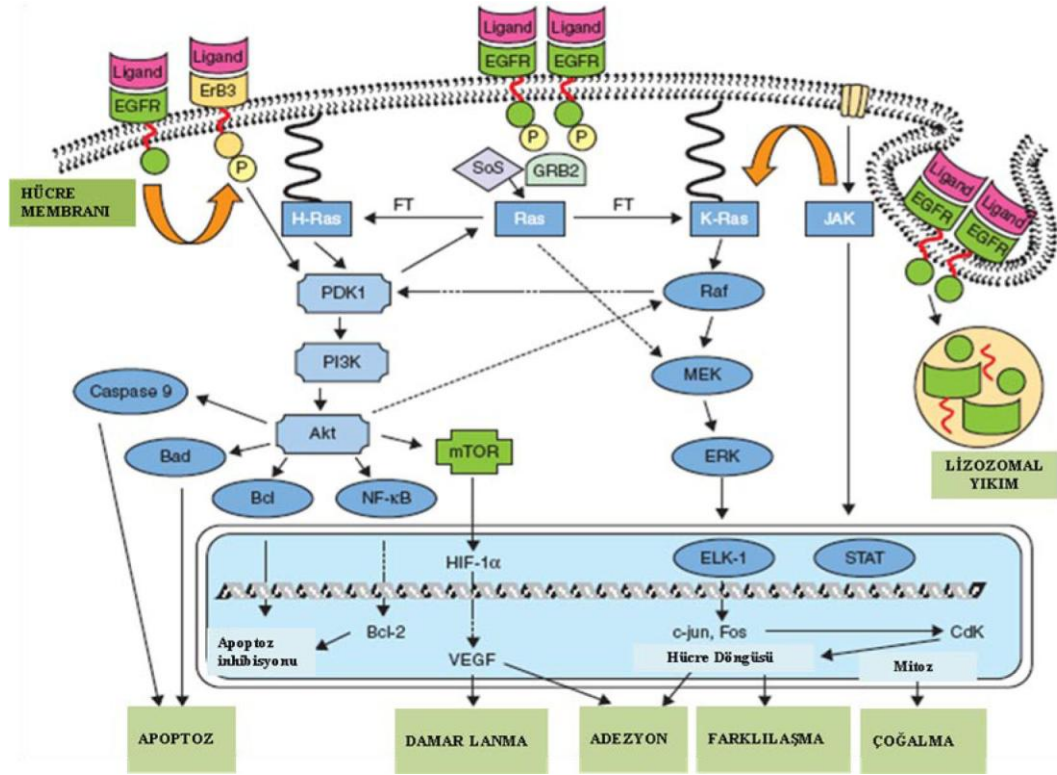 Ligand
EGFR
Ligand
ErB3
P
Ligand
EGFR
Ligand
EGFR
P
P
HÜCRE
MEMBRANI
SoS
GRB2
Ligand
EGFR
Ligand
EGFR
H-Ras
FT
Ras
FT
K-Ras
JAK
PDK1
Raf
PI3K
MEK
Caspase 9
Akt
mTOR
Bad
ERK
LİZOZOMAL
YIKIM
Bcl
NF-κB
HIF-1α
ELK-1
STAT
Apoptoz
inhibisyonu
Bcl-2
VEGF
c-jun, Fos
CdK
Hücre Döngüsü
Mitoz
APOPTOZ
DAMAR LANMA
ADEZYON
FARKLILAŞMA
ÇOĞALMA